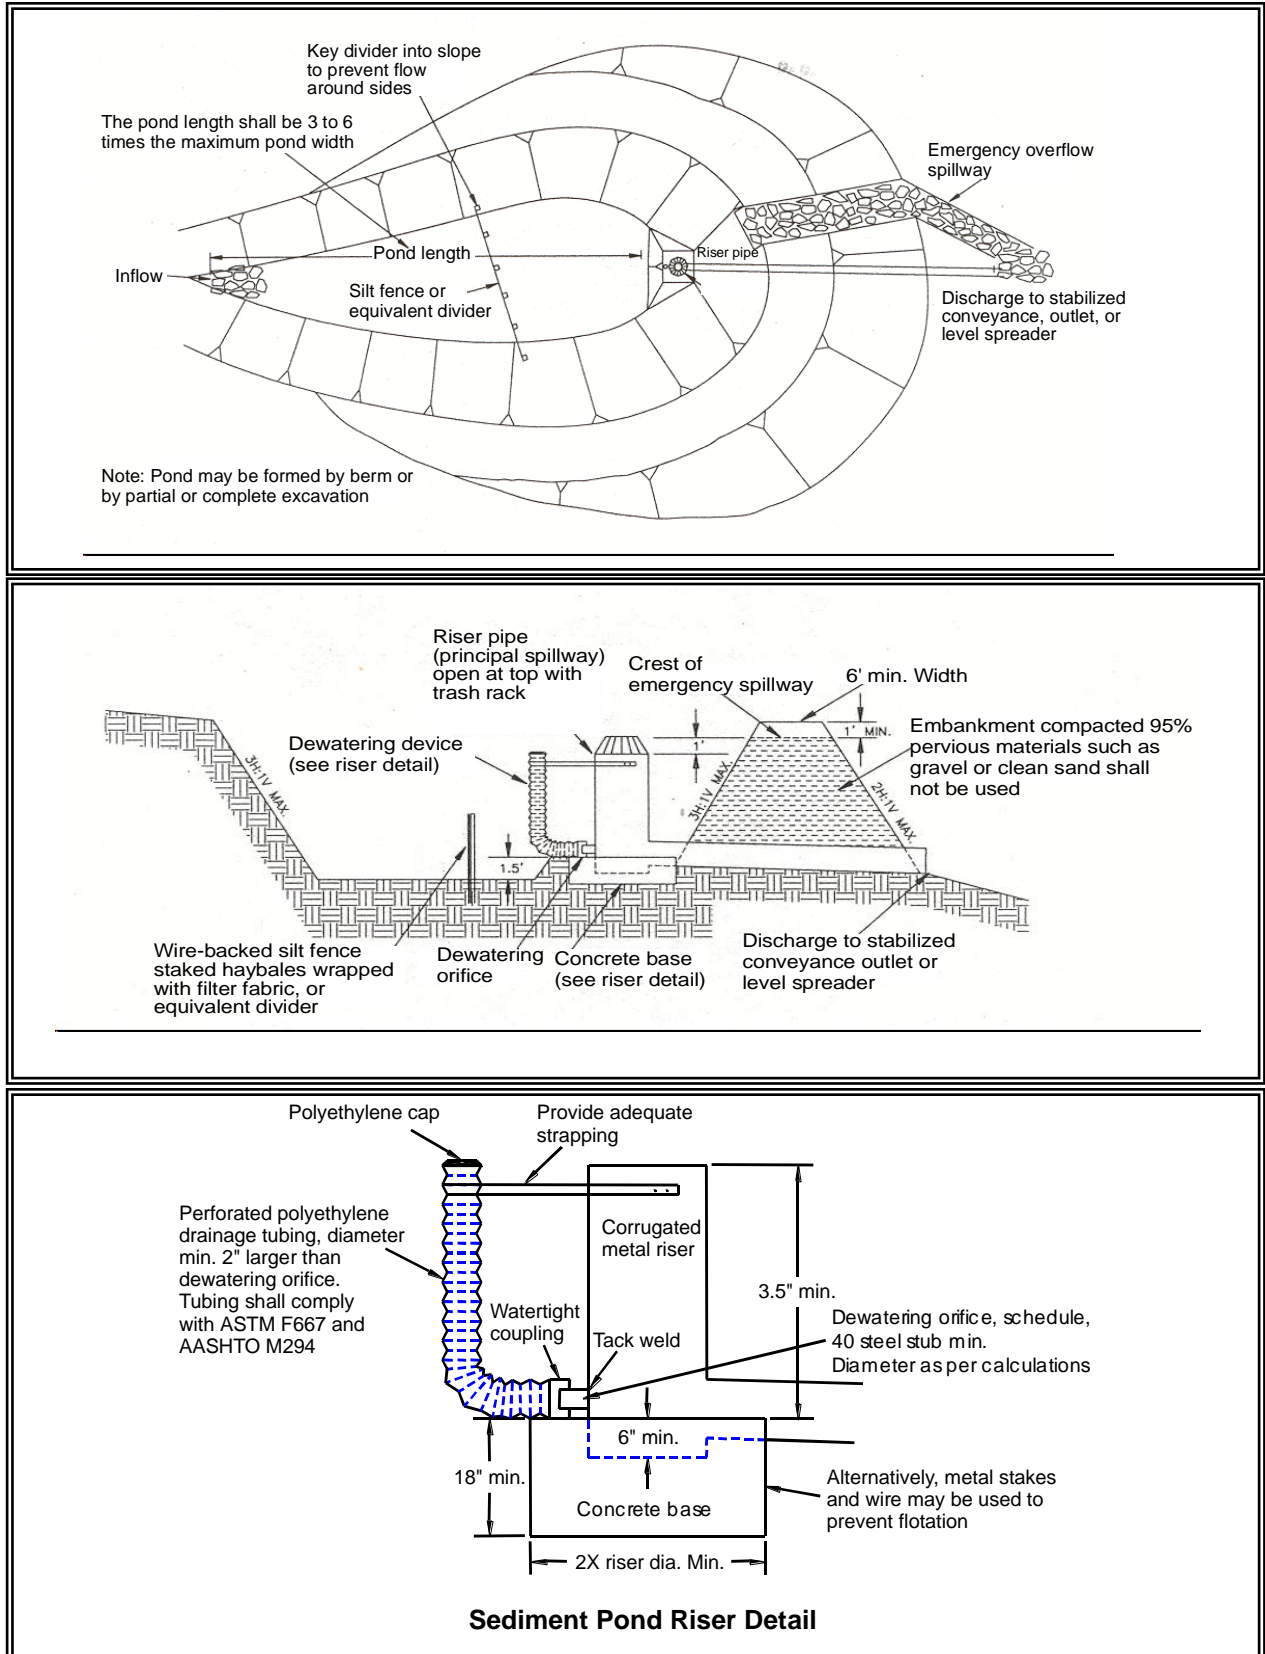 Key divider into slope
to prevent flow
around sides
The pond length shall be 3 to 6
times the maximum pond width
Emergency overflow
spillway
Pond length
Riser pipe
Inflow
Silt fence or
equivalent divider
Discharge to stabilized
conveyance, outlet, or
level spreader
Note: Pond may be formed by berm or
by partial or complete excavation
Riser pipe
(principal spillway)
open at top with
trash rack
Crest of
emergency spillway
6' min. Width
1' MIN.
Embankment compacted 95%
pervious materials such as
gravel or clean sand shall
not be used
Dewatering device
(see riser detail)
1'
3H:1V MAX.
3H:1V MAX.
2H:1V MAX.
1.5'
Wire-backed silt fence
staked haybales wrapped
with filter fabric, or
equivalent divider
Dewatering
orifice
Concrete base
(see riser detail)
Discharge to stabilized
conveyance outlet or
level spreader
Polyethylene cap
Provide adequate
strapping
Perforated polyethylene
drainage tubing, diameter
min. 2" larger than
dewatering orifice.
Tubing shall comply
with ASTM F667 and
AASHTO M294
Corrugated
metal riser
3.5" min.
Watertight
coupling
Tack weld
Dewatering orifice, schedule,
40 steel stub min.
Diameter as per calculations
6" min.
18" min.
Concrete base
Alternatively, metal stakes
and wire may be used to
prevent flotation
2X riser dia. Min.
Sediment Pond Riser Detail